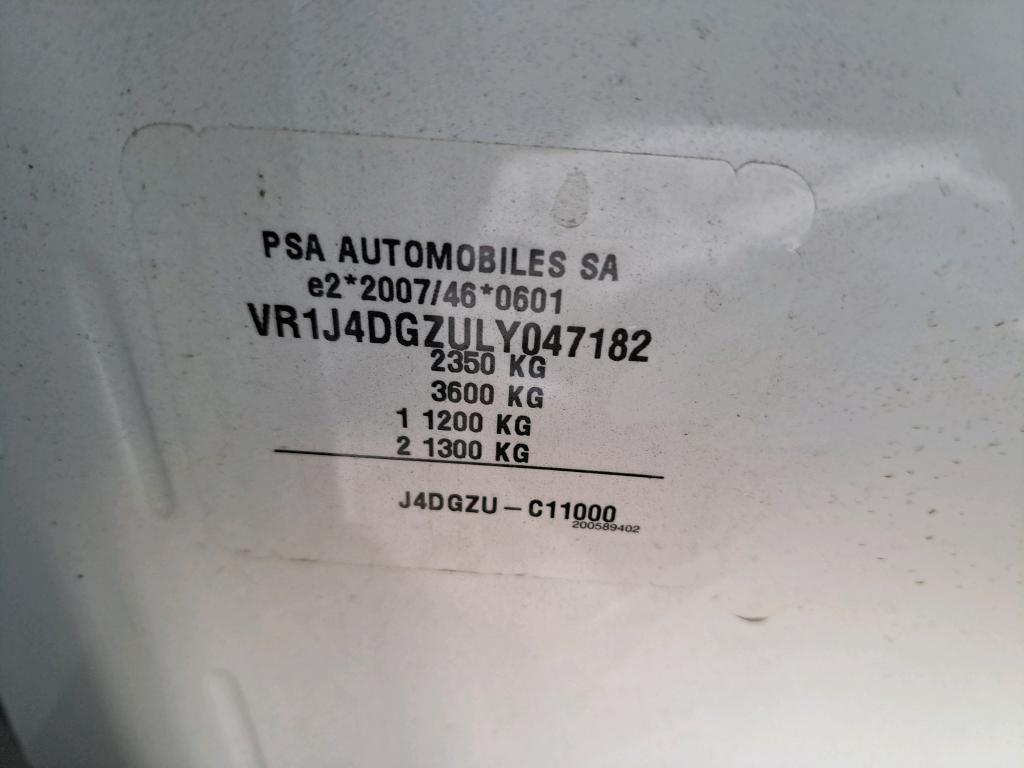 PSA AUTOMOBILES SA
e2*2007/46*0601
VR1J4DGZULY047182
2350 KG
3600 KG
1 1200 KG
2 1300 KG
J4DGZU – C11000
200589402